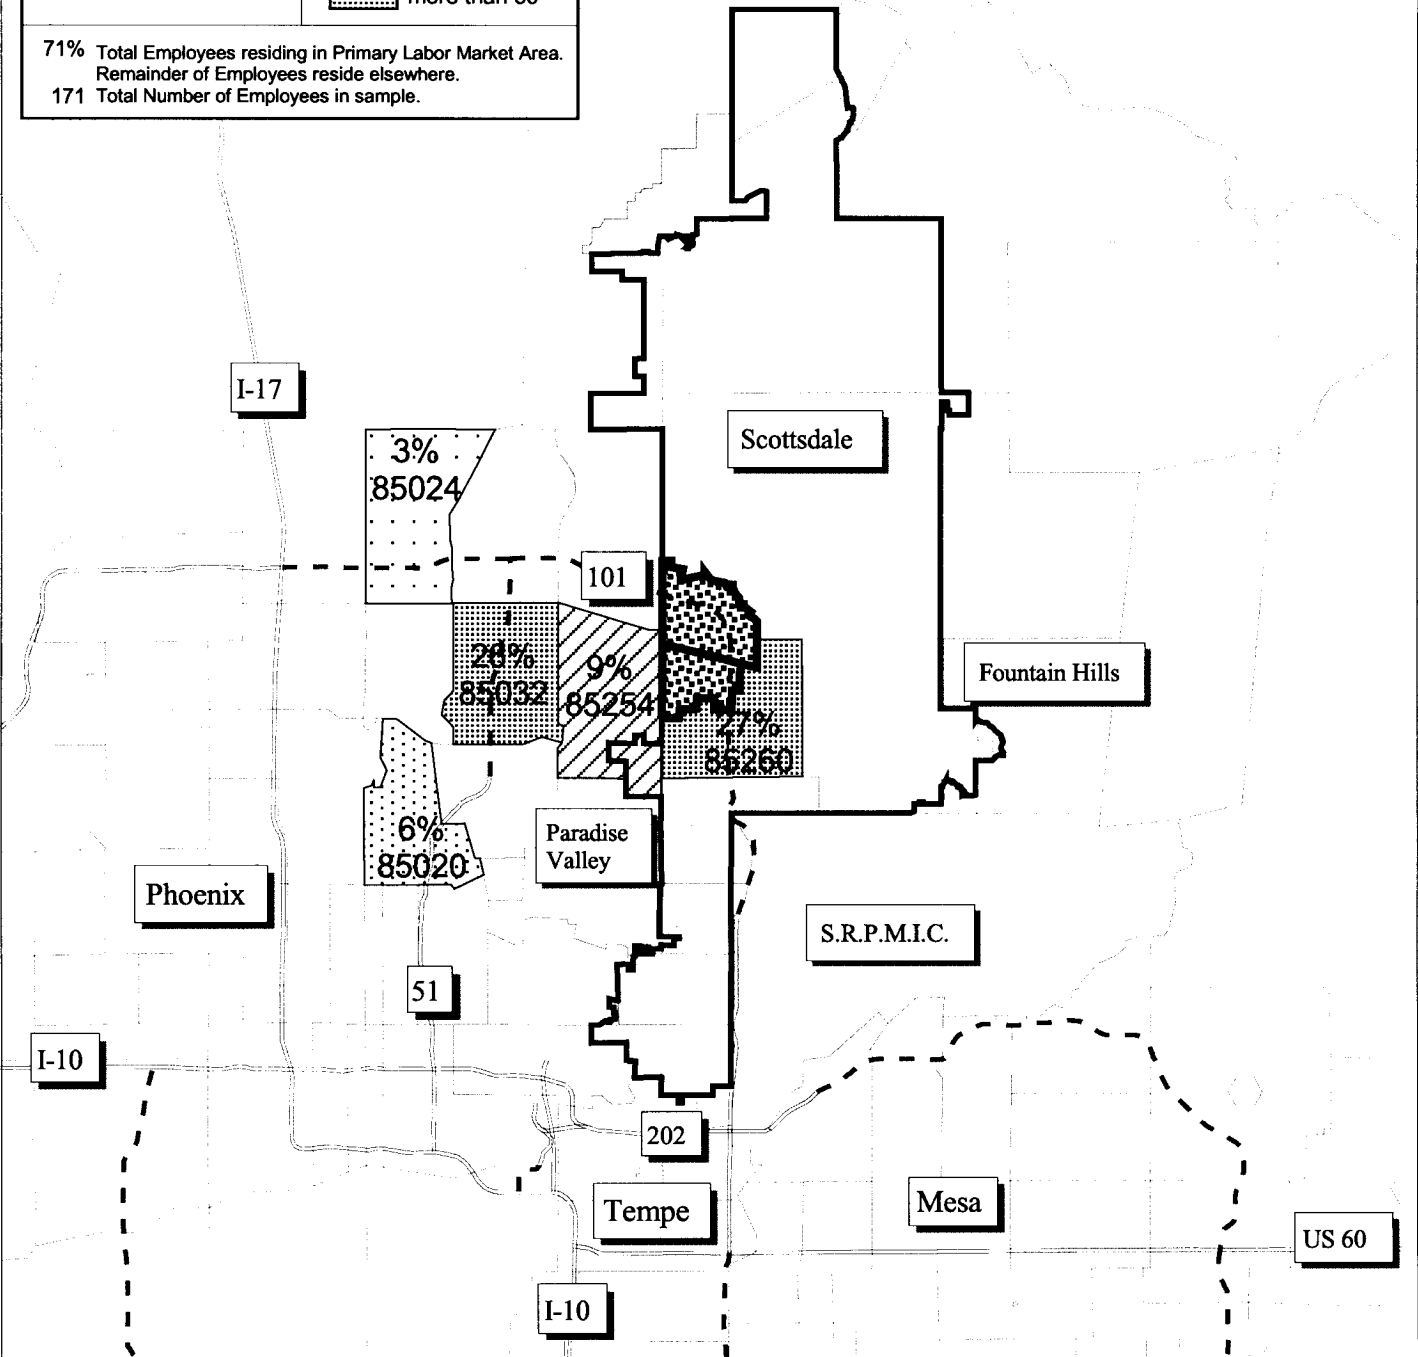 more than 30
71% Total Employees residing in Primary Labor Market Area.
Remainder of Employees reside elsewhere.
171 Total Number of Employees in sample.
I-17
Scottsdale
3%
85024
101
85032
9%
85254
Fountain Hills
27%
85260
Paradise
Valley
6%
85020
Phoenix
S.R.P.M.I.C.
51
I-10
202
Tempe
Mesa
US 60
I-10